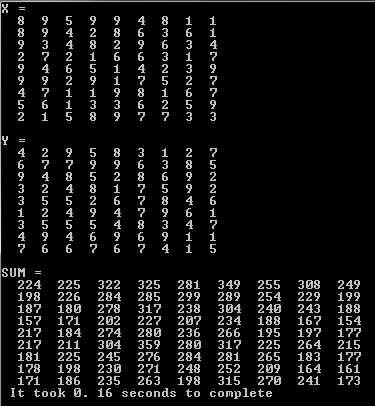 X =
8 9 5 9 9 4 8 1 1
8 9 4 2 8 6 3 6 1
9 3 4 8 2 9 6 3 4
2 7 2 1 6 6 3 1 7
9 4 6 5 1 4 2 3 9
9 9 2 9 1 7 5 2 7
4 7 1 1 9 8 1 6 7
5 6 1 3 3 6 2 5 9
2 1 5 8 9 7 7 3 3
Y =
4 2 9 5 8 3 1 2 7
6 7 7 9 9 6 3 8 5
9 4 8 5 2 8 6 9 2
3 2 4 8 1 7 5 9 2
3 5 5 2 6 7 8 4 6
1 2 4 9 4 7 9 6 1
3 5 5 5 4 8 3 4 7
4 9 4 6 9 6 9 1 1
7 6 6 7 6 7 4 1 5
SUM =
224 225 322 325 281 349 255 308 249
198 226 284 285 299 289 254 229 199
187 180 278 317 238 304 240 243 188
157 171 202 227 207 234 188 167 154
217 184 274 280 236 266 195 197 177
217 211 304 359 280 317 225 264 215
181 225 245 276 284 281 265 183 177
178 198 230 271 248 252 209 164 161
171 186 235 263 198 315 270 241 173
It took 0. 16 seconds to complete